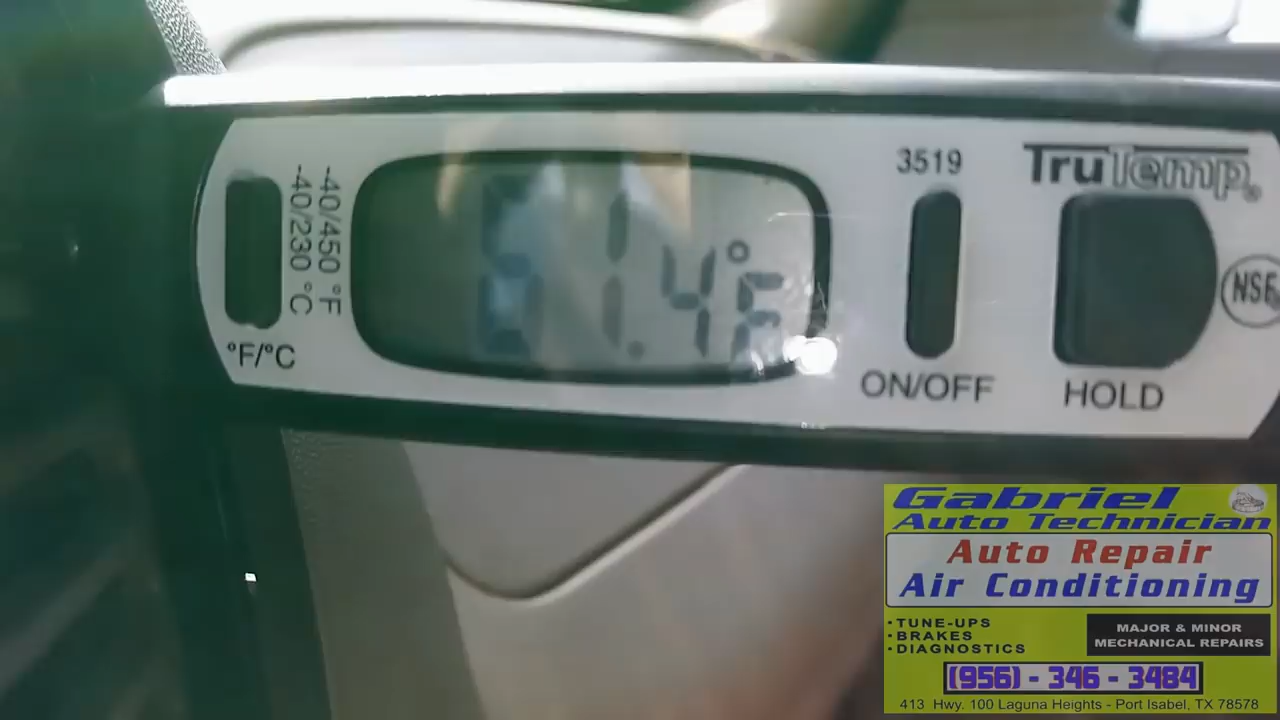 -40/450 °F
-40/230 °C
°F/°C
1.4°F
3519
ON/OFF
TruTemp®
HOLD
NSF
Gabriel
Auto Technician
Auto Repair
Air Conditioning
• TUNE-UPS
• BRAKES
• DIAGNOSTICS
MAJOR & MINOR
MECHANICAL REPAIRS
(956) - 346 - 3484
413 Hwy. 100 Laguna Heights - Port Isabel, TX 78578